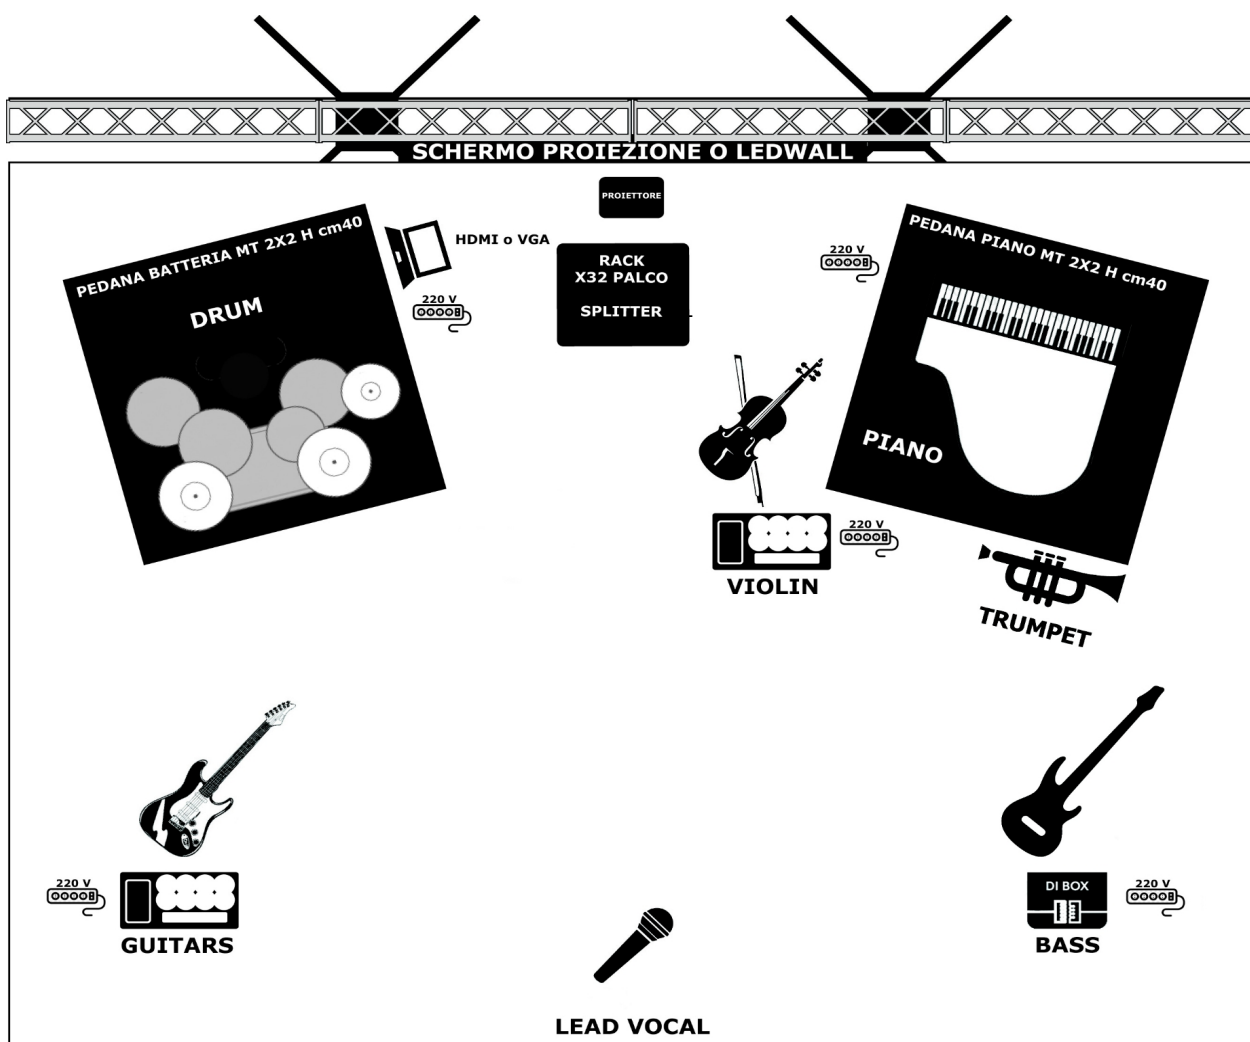 SCHERMO PROIEZIONE O LEDWALL
PROIETTORE
PEDANA BATTERIA MT 2X2 H cm40
DRUM
HDMI o VGA
220 V
RACK
X32 PALCO
SPLITTER
220 V
PEDANA PIANO MT 2X2 H cm40
PIANO
220 V
VIOLIN
TRUMPET
220 V
GUITARS
DI BOX
220 V
BASS
LEAD VOCAL